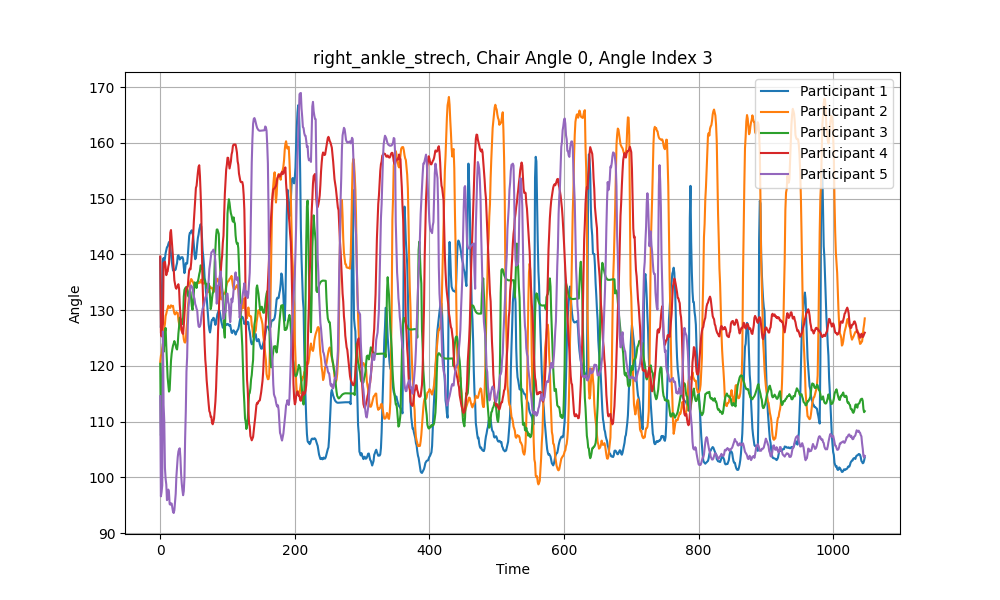 right_ankle_strech, Chair Angle 0, Angle Index 3
170
160
150
140
130
120
110
100
90
Angle
Participant 1
Participant 2
Participant 3
Participant 4
Participant 5
0 200 400 600 800 1000
Time